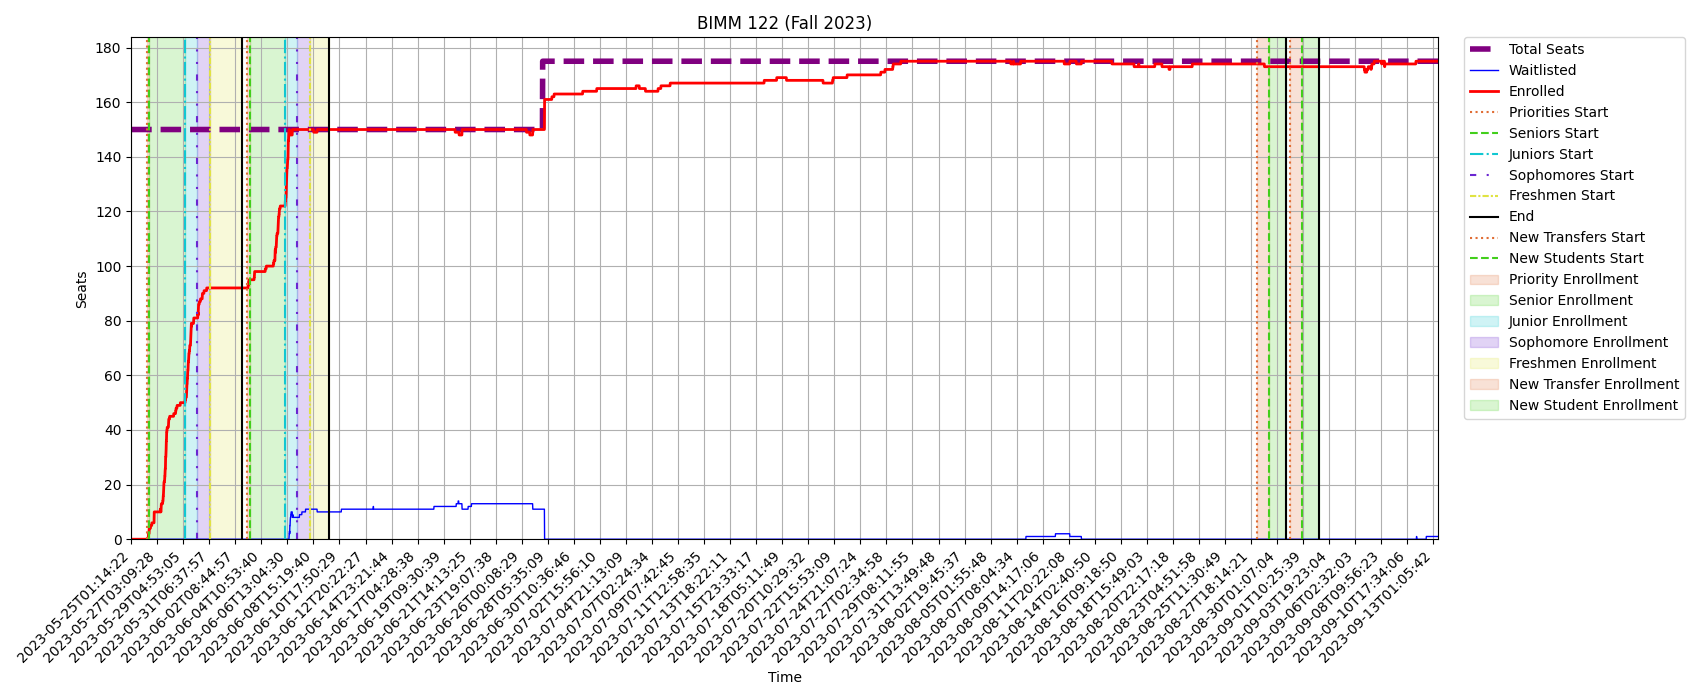 BIMM 122 (Fall 2023)
180
160
140
120
100
80
60
40
20
0
Seats
2023-05-25T01:14:22
2023-05-27T03:09:28
2023-05-29T04:53:05
2023-05-31T06:37:57
2023-06-02T08:44:57
2023-06-04T10:53:40
2023-06-06T13:04:30
2023-06-08T15:19:40
2023-06-10T17:50:29
2023-06-12T20:22:27
2023-06-14T23:21:44
2023-06-17T04:28:38
2023-06-19T09:30:39
2023-06-21T14:13:25
2023-06-23T19:07:38
2023-06-26T00:08:29
2023-06-28T05:35:09
2023-06-30T10:36:46
2023-07-02T15:56:10
2023-07-04T21:13:09
2023-07-07T02:24:34
2023-07-09T07:42:45
2023-07-11T12:58:35
2023-07-13T18:22:11
2023-07-15T23:33:17
2023-07-18T05:11:49
2023-07-20T10:29:32
2023-07-22T15:53:09
2023-07-24T21:07:24
2023-07-27T02:34:58
2023-07-29T08:11:55
2023-07-31T13:49:48
2023-08-02T19:45:37
2023-08-05T01:55:48
2023-08-07T08:04:34
2023-08-09T14:17:06
2023-08-11T20:22:08
2023-08-14T02:40:50
2023-08-16T09:18:50
2023-08-18T15:49:03
2023-08-20T22:17:18
2023-08-23T04:51:58
2023-08-25T11:30:49
2023-08-27T18:14:21
2023-08-30T01:07:04
2023-09-01T10:25:39
2023-09-03T19:23:04
2023-09-06T02:32:03
2023-09-08T09:56:23
2023-09-10T17:34:06
2023-09-13T01:05:42
Time
Total Seats
Waitlisted
Enrolled
Priorities Start
Seniors Start
Juniors Start
Sophomores Start
Freshmen Start
End
New Transfers Start
New Students Start
Priority Enrollment
Senior Enrollment
Junior Enrollment
Sophomore Enrollment
Freshmen Enrollment
New Transfer Enrollment
New Student Enrollment